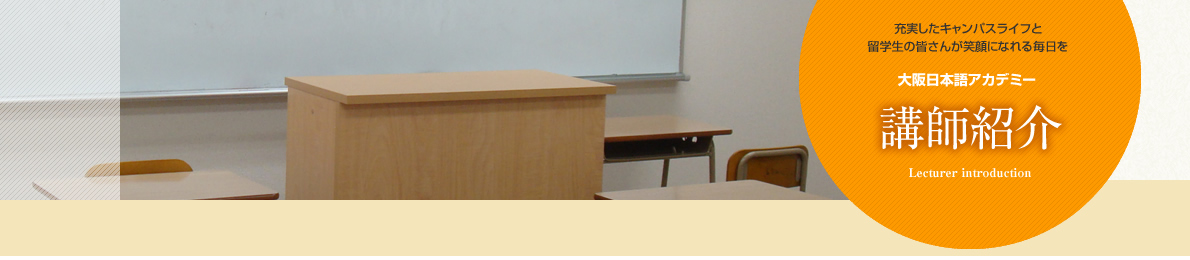 充実したキャンパスライフと
留学生の皆さんが笑顔になれる毎日を
大阪日本語アカデミー
講師紹介
Lecturer introduction